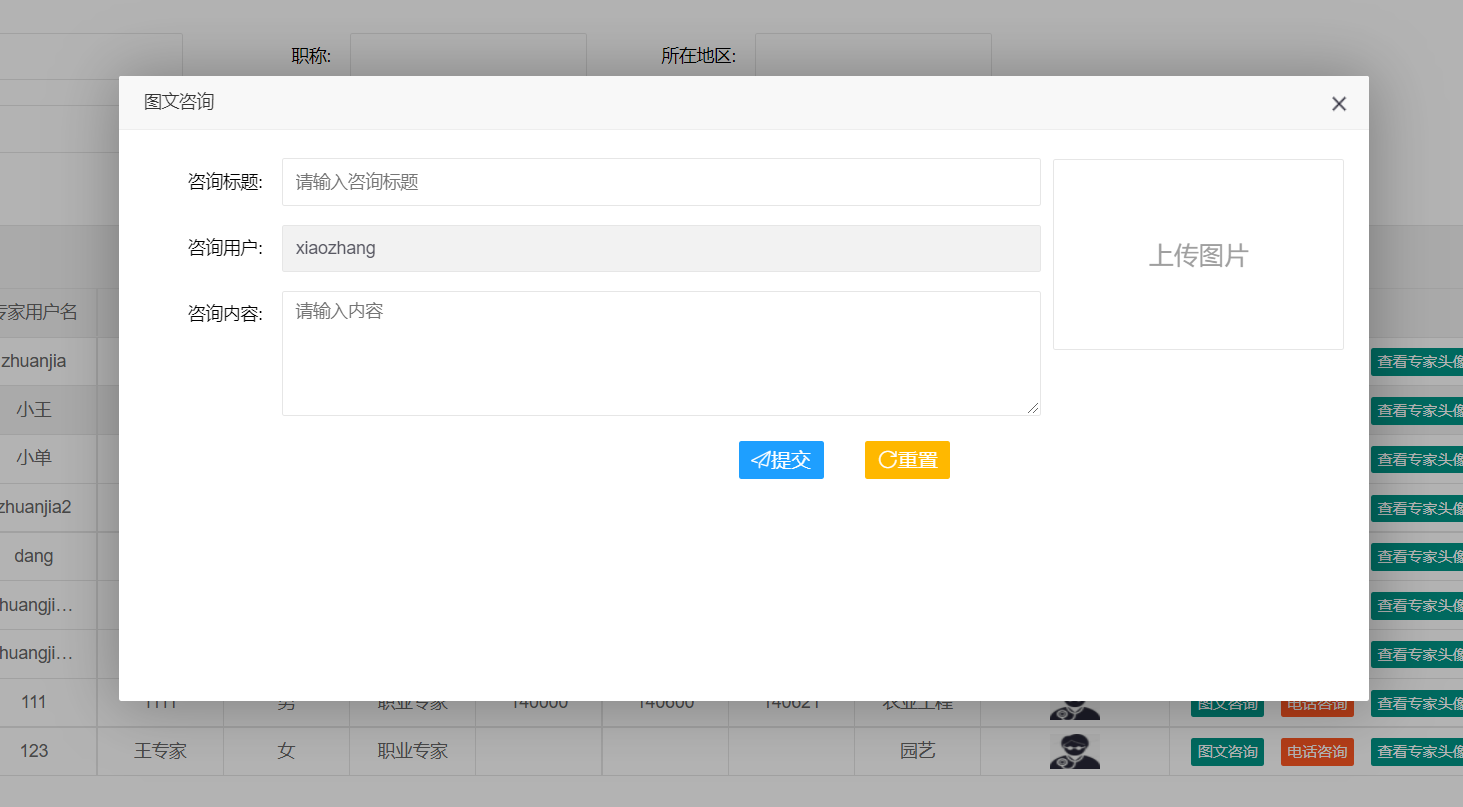 职称:
所在地区:
图文咨询
咨询标题:
请输入咨询标题
上传图片
咨询用户:
xiaozhang
咨询内容:
请输入内容
提交
重置
专家用户名
zhuanjia
查看专家头像
小王
查看专家头像
小单
查看专家头像
zhuanjia2
查看专家头像
dang
查看专家头像
huangji…
查看专家头像
huangji…
查看专家头像
111 1111 男 职业专家 140000 140600 140621 农业工程 图文咨询 电话咨询 查看专家头像
123 王专家 女 职业专家 园艺 图文咨询 电话咨询 查看专家头像